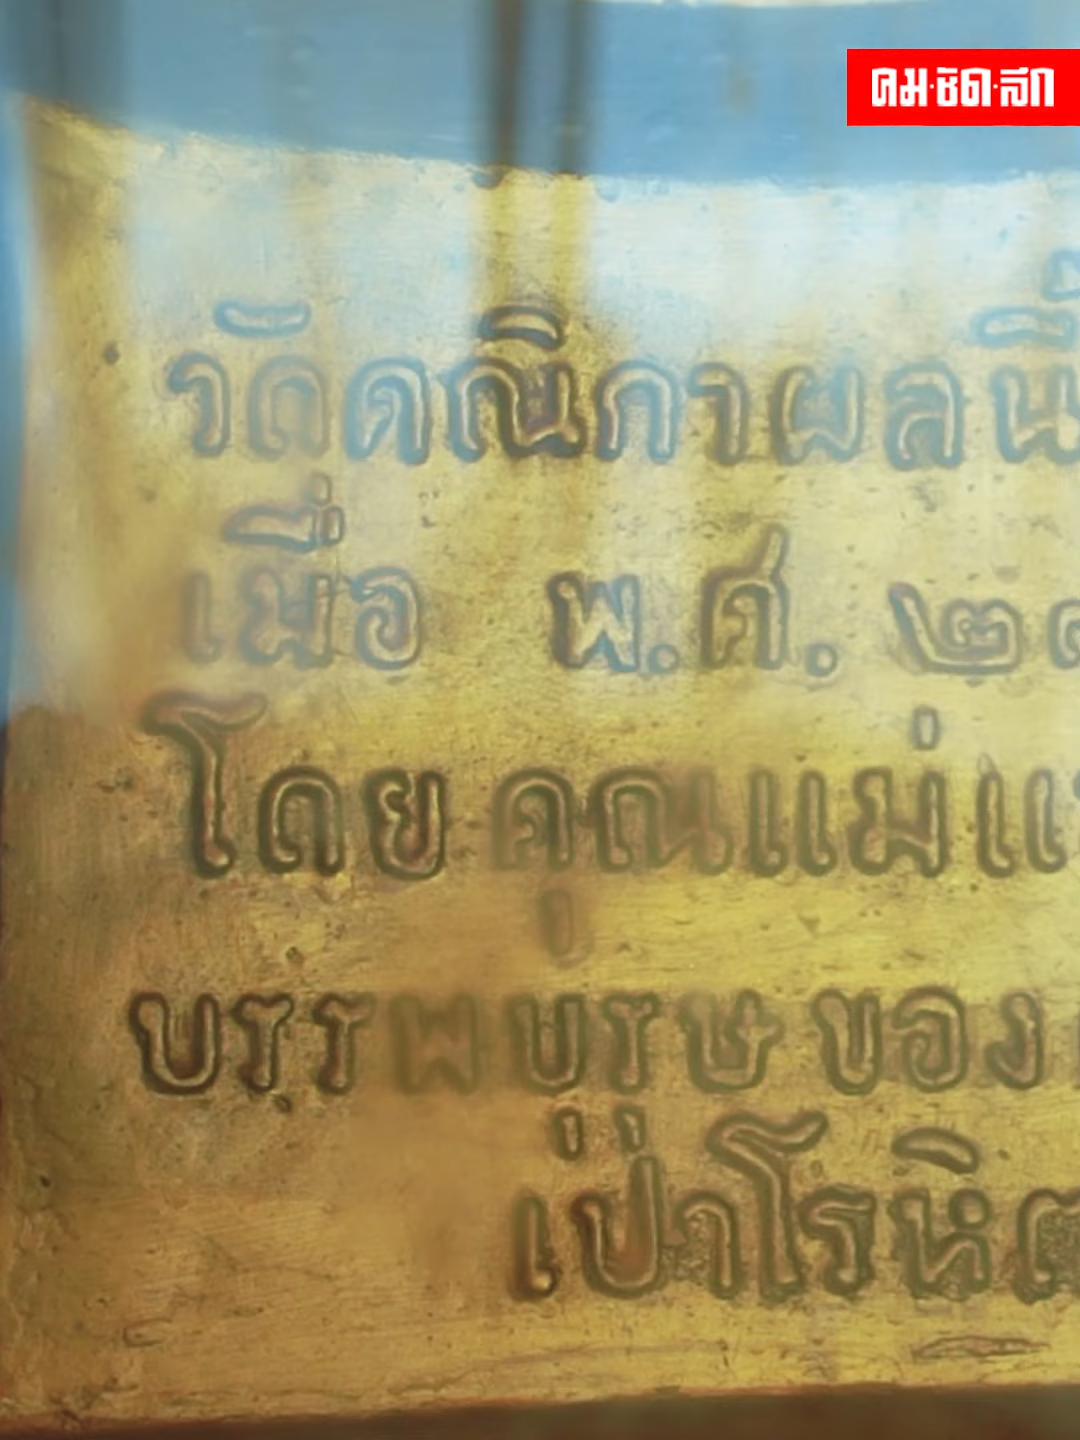 คม·ชัด·ลึก
วัดคณิกาผลนี้
เมื่อ พ.ศ. ๒
โดย คุณแม่
บรรพบุรุษ ของ
เปาโรหิต